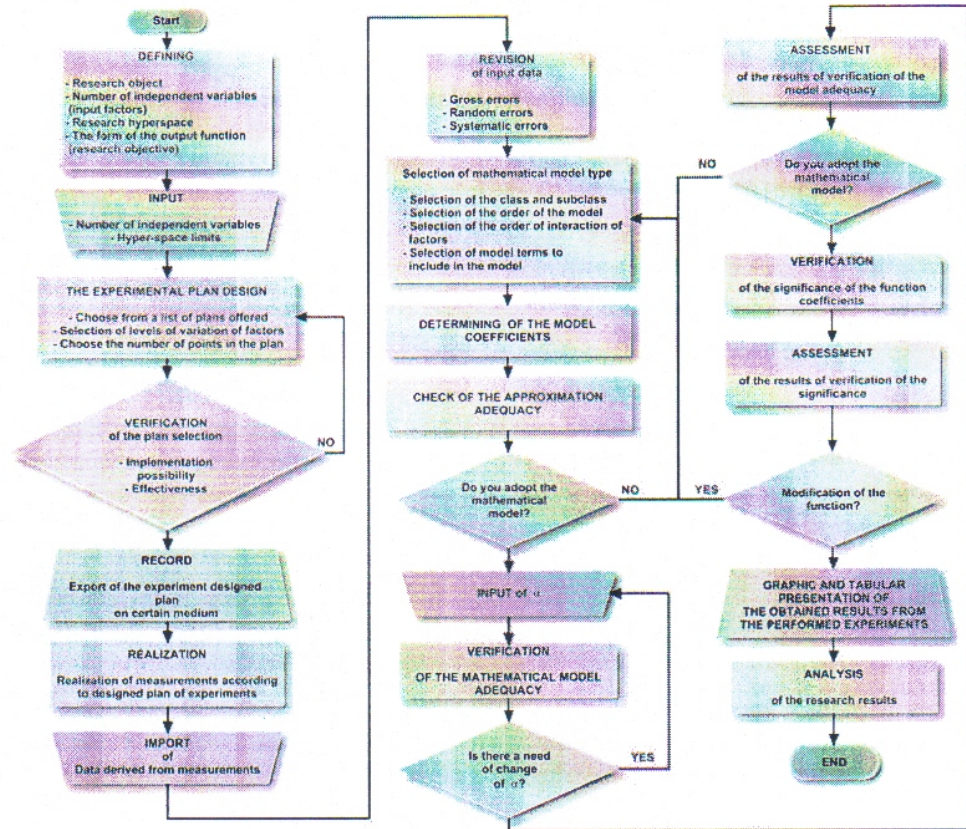 Start
DEFINING
- Research object
- Number of independent variables
(input factors)
- Research hyperspace
- The form of the output function
(research objective)
INPUT
- Number of independent variables
- Hyper-space limits
THE EXPERIMENTAL PLAN DESIGN
- Choose from a list of plans offered
- Selection of levels of variation of factors
- Choose the number of points in the plan
VERIFICATION
of the plan selection
- Implementation
possibility
- Effectiveness
NO
RECORD
Export of the experiment designed
plan
on certain medium
REALIZATION
Realization of measurements according
to designed plan of experiments
IMPORT
of
Data derived from measurements
REVISION
of input data
- Gross errors
- Random errors
- Systematic errors
Selection of mathematical model type
- Selection of the class and subclass
- Selection of the order of the model
- Selection of the order of interaction of
factors
- Selection of model terms to
include in the model
DETERMINING OF THE MODEL
COEFFICIENTS
CHECK OF THE APPROXIMATION
ADEQUACY
Do you adopt the
mathematical
model?
NO
INPUT of α
VERIFICATION
OF THE MATHEMATICAL MODEL
ADEQUACY
Is there a need
of change
of α?
YES
ASSESSMENT
of the results of verification of the
model adequacy
Do you adopt the
mathematical
model?
NO
VERIFICATION
of the significance of the function
coefficients
ASSESSMENT
of the results of verification of the
significance
Modification of the
function?
YES
GRAPHIC AND TABULAR
PRESENTATION OF
THE OBTAINED RESULTS FROM
THE PERFORMED EXPERIMENTS
ANALYSIS
of the research results
END